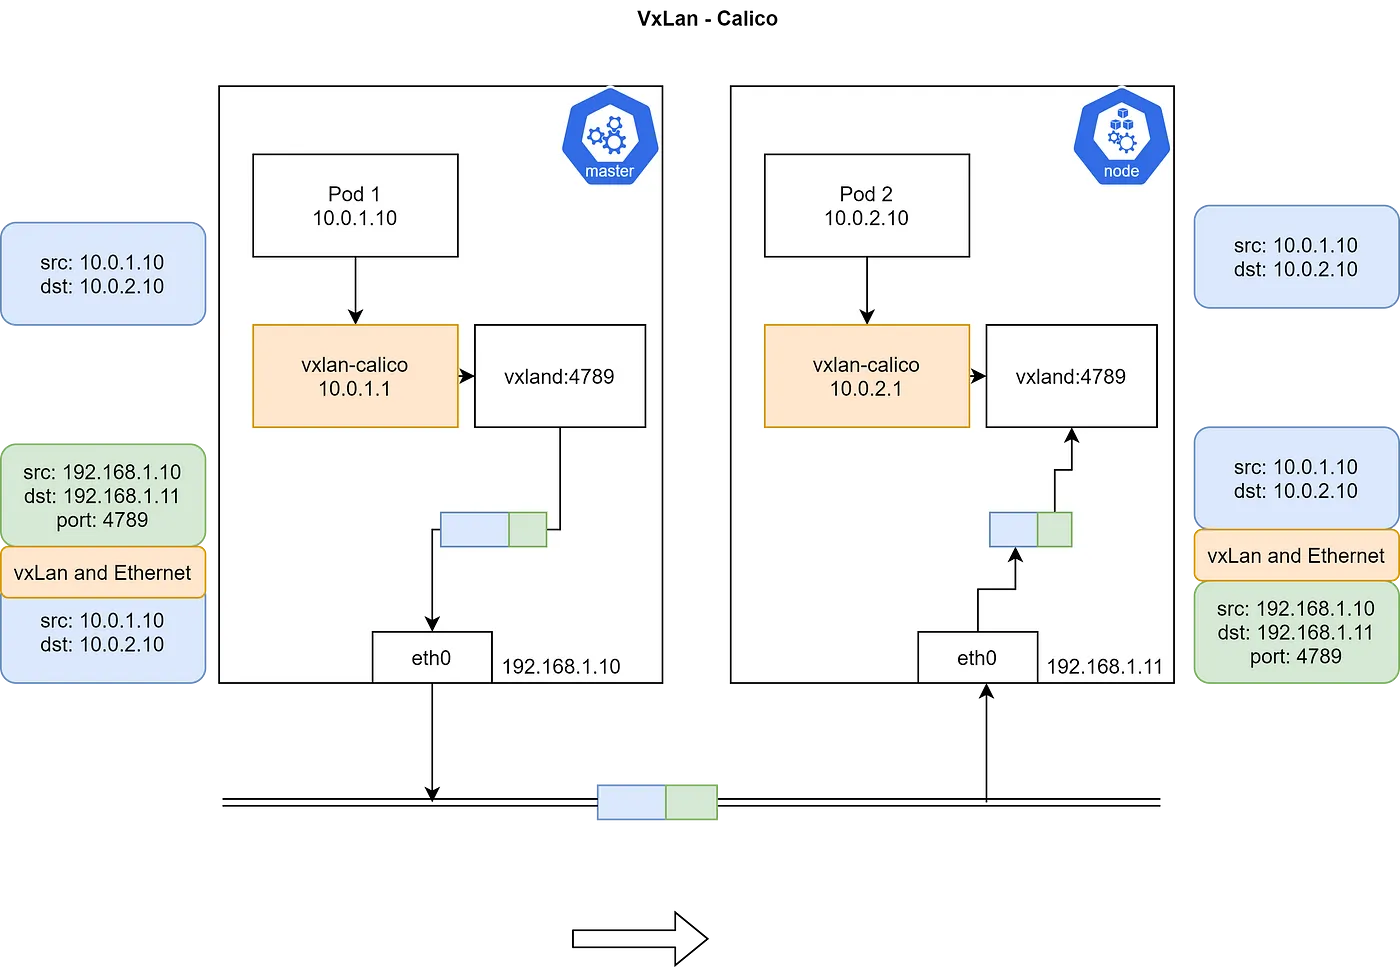 VxLan - Calico
master
Pod 1
10.0.1.10
src: 10.0.1.10
dst: 10.0.2.10
vxlan-calico
10.0.1.1
vxland:4789
src: 192.168.1.10
dst: 192.168.1.11
port: 4789
vxLan and Ethernet
src: 10.0.1.10
dst: 10.0.2.10
eth0
192.168.1.10
node
Pod 2
10.0.2.10
src: 10.0.1.10
dst: 10.0.2.10
vxlan-calico
10.0.2.1
vxland:4789
src: 10.0.1.10
dst: 10.0.2.10
vxLan and Ethernet
src: 192.168.1.10
dst: 192.168.1.11
port: 4789
eth0
192.168.1.11